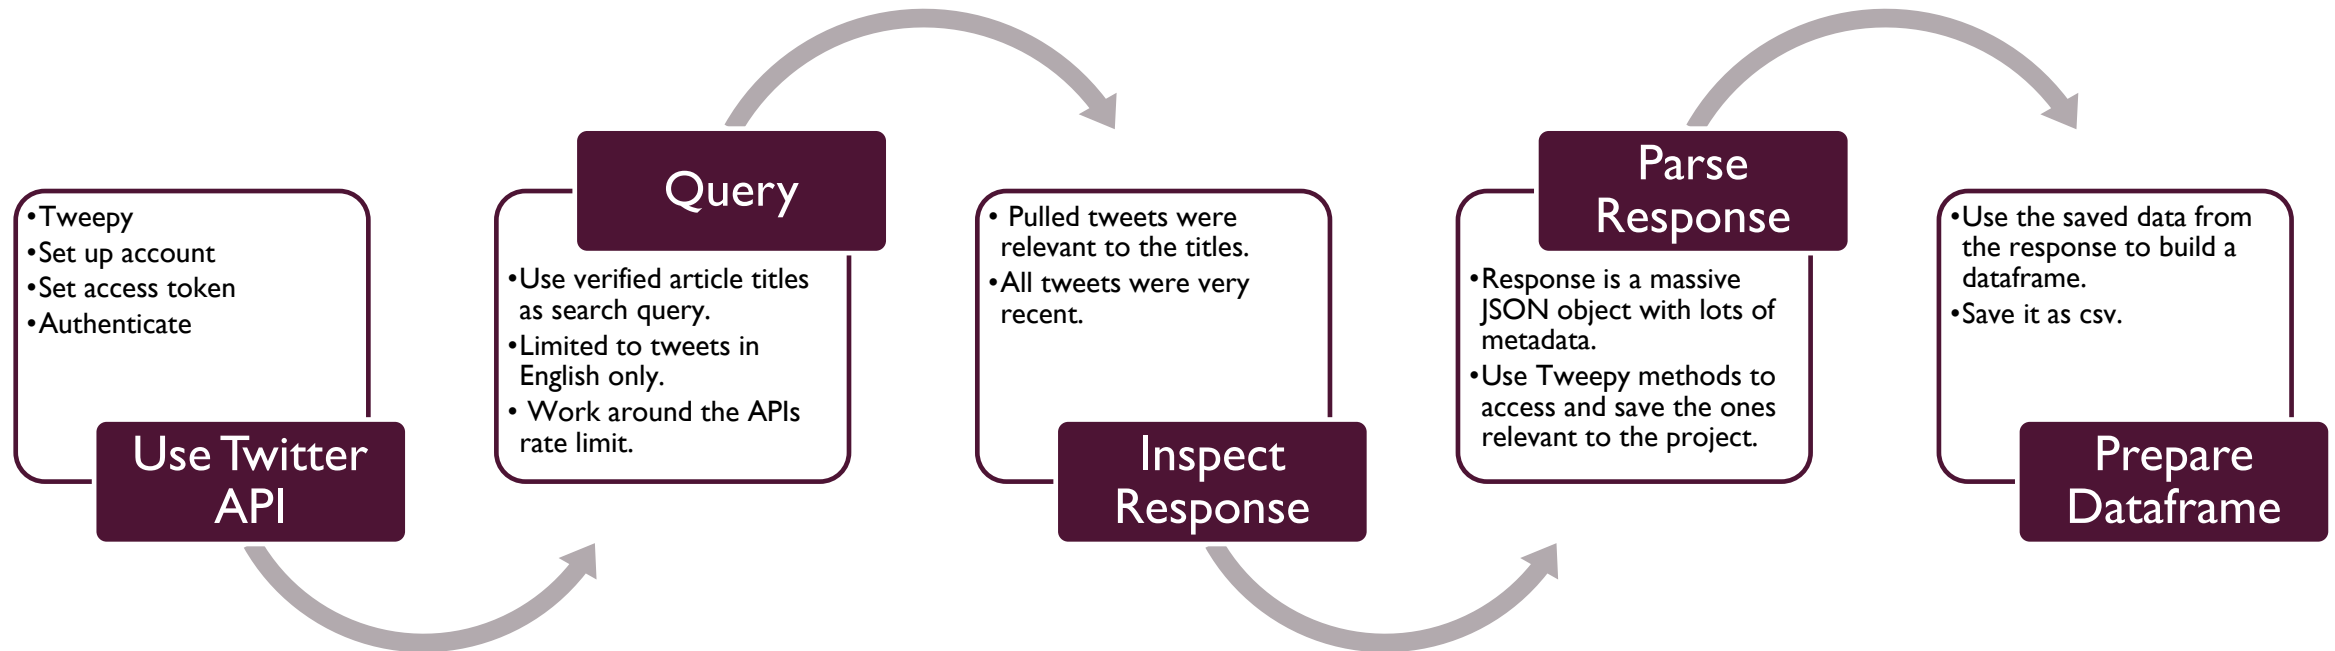 •Tweepy
•Set up account
•Set access token
•Authenticate
Use Twitter
API
Query
•Use verified article titles
as search query.
•Limited to tweets in
English only.
• Work around the APIs
rate limit.
• Pulled tweets were
relevant to the titles.
•All tweets were very
recent.
Inspect
Response
Parse
Response
•Response is a massive
JSON object with lots of
metadata.
•Use Tweepy methods to
access and save the ones
relevant to the project.
•Use the saved data from
the response to build a
dataframe.
•Save it as csv.
Prepare
Dataframe